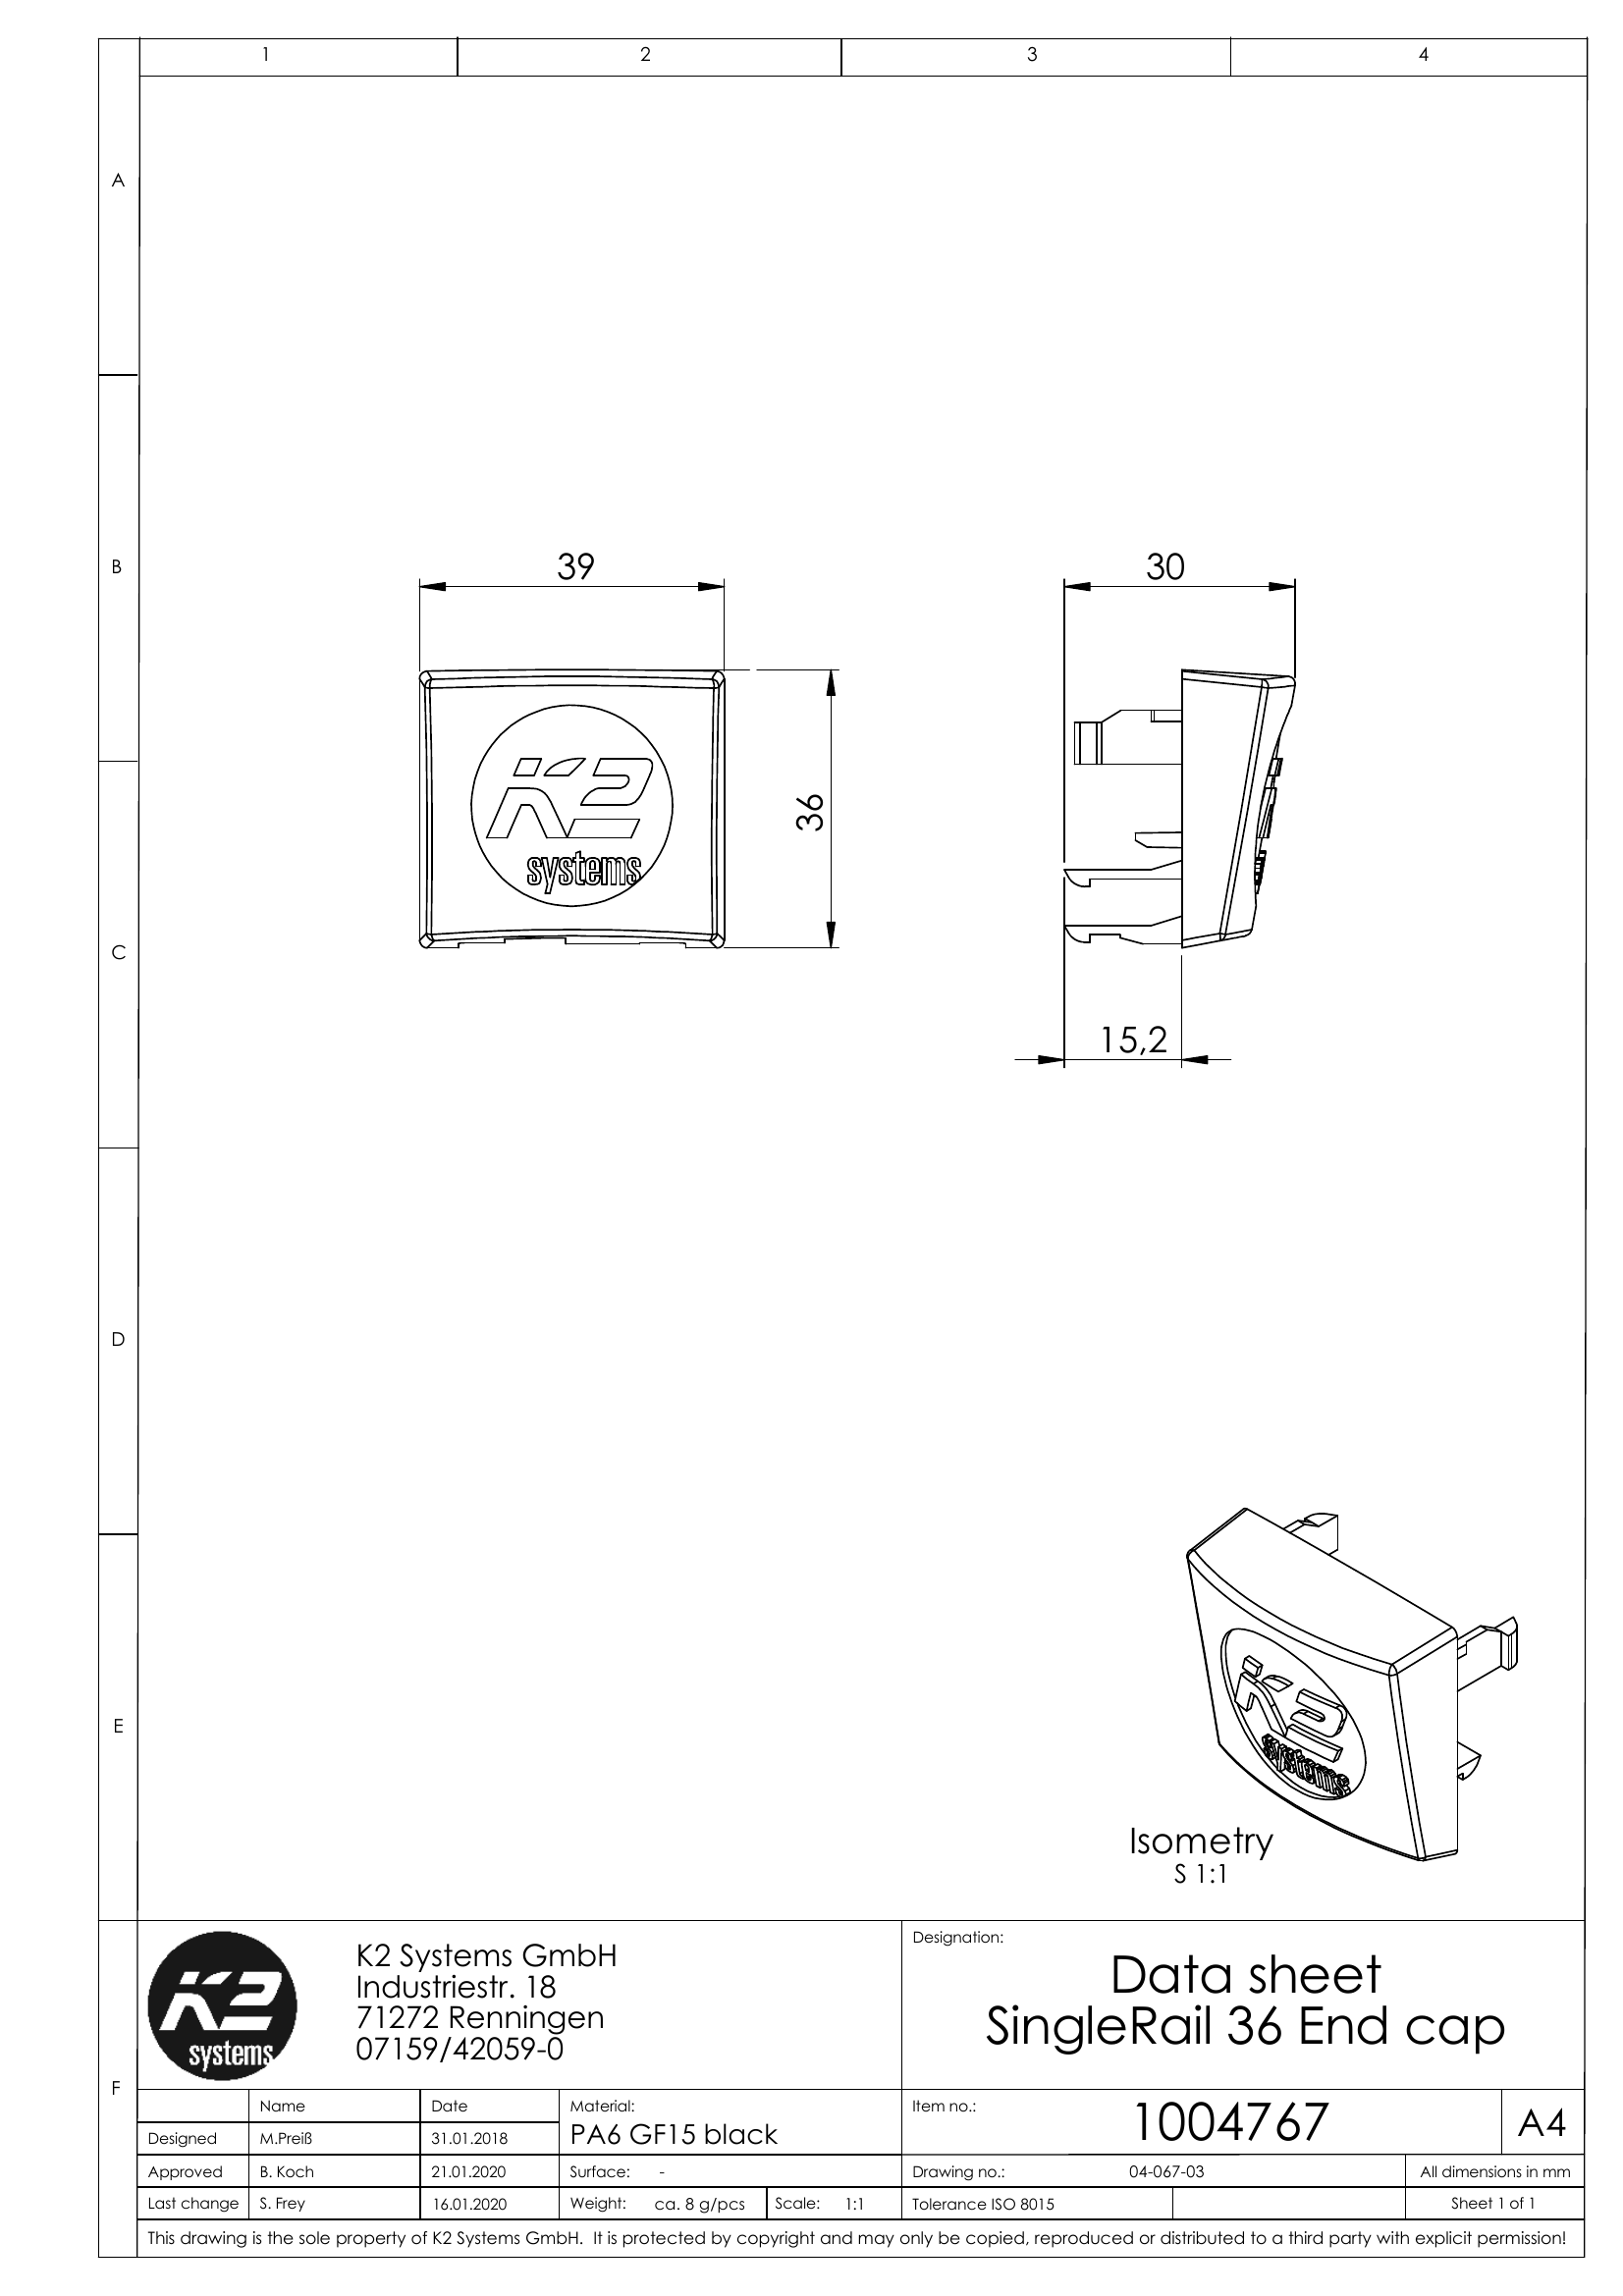 1 2 3 4
A
B
C
D
E
F
39
30
36
15,2
K2
systems
K2
systems
Isometry
S 1:1
K2
systems
K2 Systems GmbH
Industriestr. 18
71272 Renningen
07159/42059-0
Designation:
Data sheet
SingleRail 36 End cap
Name Date Material:
PA6 GF15 black
Item no.: 1004767 A4
Designed M.Preiß 31.01.2018
Approved B. Koch 21.01.2020 Surface: - Drawing no.: 04-067-03 All dimensions in mm
Last change S. Frey 16.01.2020 Weight: ca. 8 g/pcs Scale: 1:1 Tolerance ISO 8015 Sheet 1 of 1
This drawing is the sole property of K2 Systems GmbH. It is protected by copyright and may only be copied, reproduced or distributed to a third party with explicit permission!